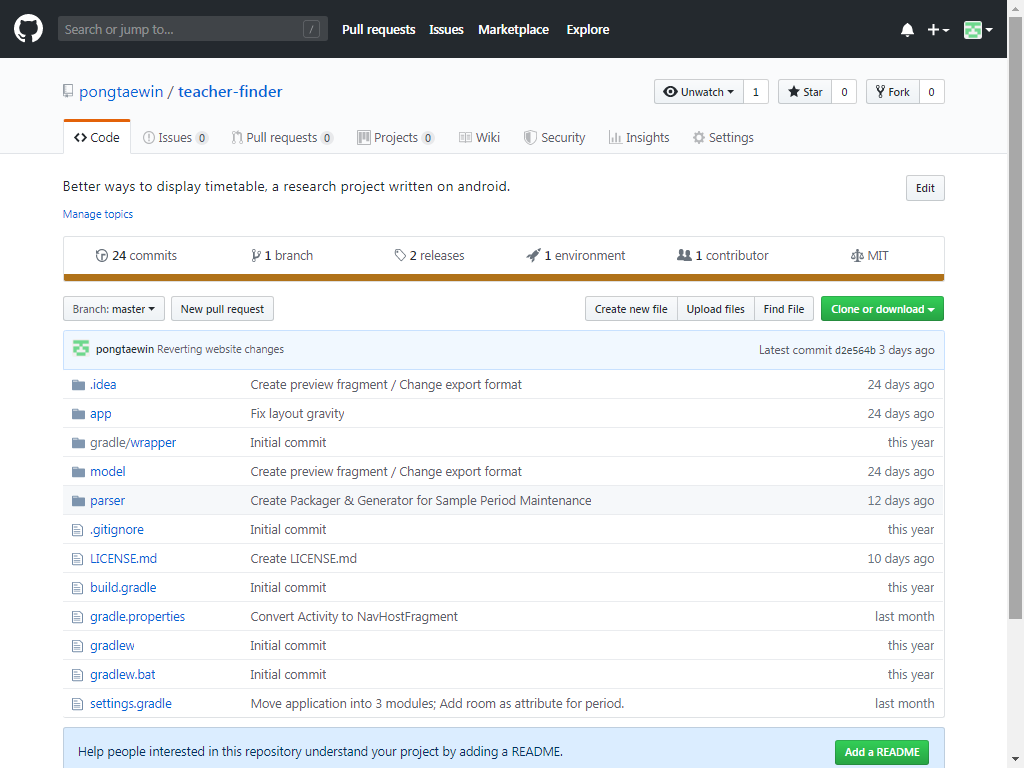 Search or jump to... /
Pull requests Issues Marketplace Explore
pongtaewin / teacher-finder
Unwatch 1 Star 0 Fork 0
Code Issues 0 Pull requests 0 Projects 0 Wiki Security Insights Settings
Better ways to display timetable, a research project written on android.
Edit
Manage topics
24 commits 1 branch 2 releases 1 environment 1 contributor MIT
Branch: master New pull request Create new file Upload files Find File Clone or download
pongtaewin Reverting website changes Latest commit d2e564b 3 days ago
.idea Create preview fragment / Change export format 24 days ago
app Fix layout gravity 24 days ago
gradle/wrapper Initial commit this year
model Create preview fragment / Change export format 24 days ago
parser Create Packager & Generator for Sample Period Maintenance 12 days ago
.gitignore Initial commit this year
LICENSE.md Create LICENSE.md 10 days ago
build.gradle Initial commit this year
gradle.properties Convert Activity to NavHostFragment last month
gradlew Initial commit this year
gradlew.bat Initial commit this year
settings.gradle Move application into 3 modules; Add room as attribute for period. last month
Help people interested in this repository understand your project by adding a README. Add a README